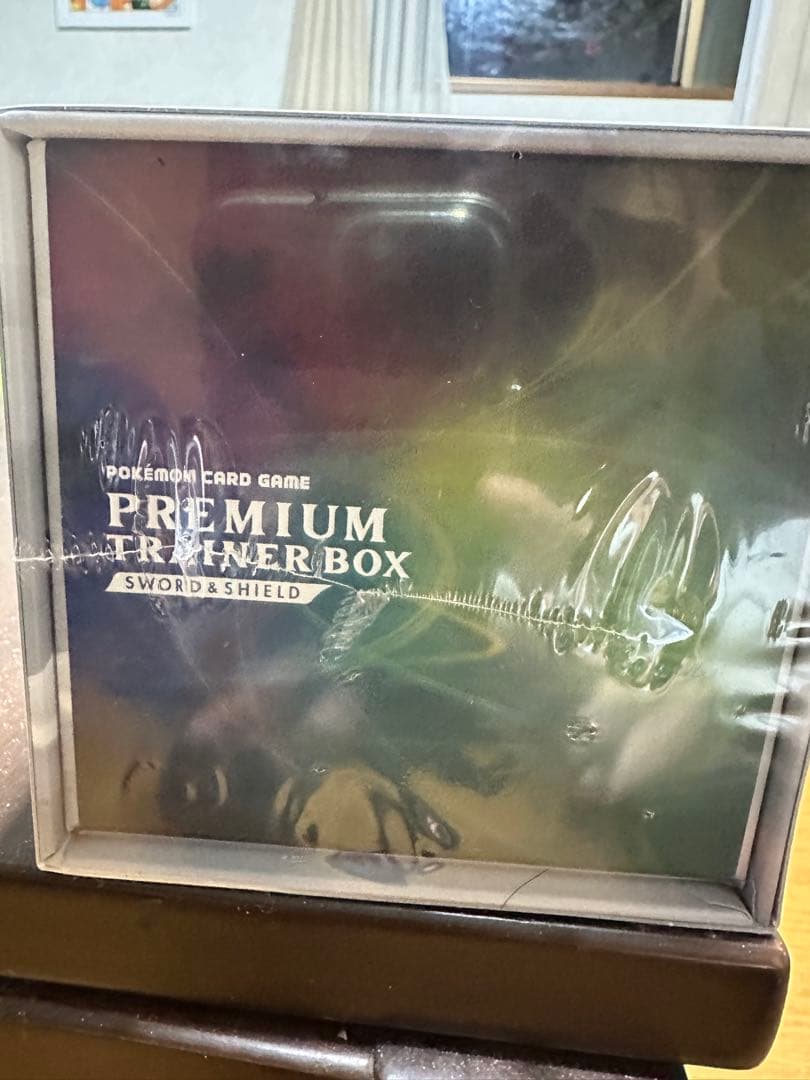 POKÉMON CARD GAME
PREMIUM
TRAINER BOX
SWORD & SHIELD